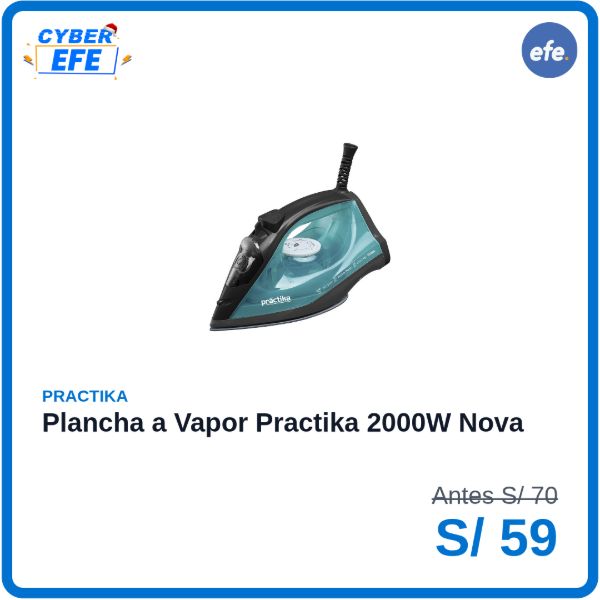 CYBER
EFE
efe.
practika
PRACTIKA
Plancha a Vapor Practika 2000W Nova
Antes S/ 70
S/ 59